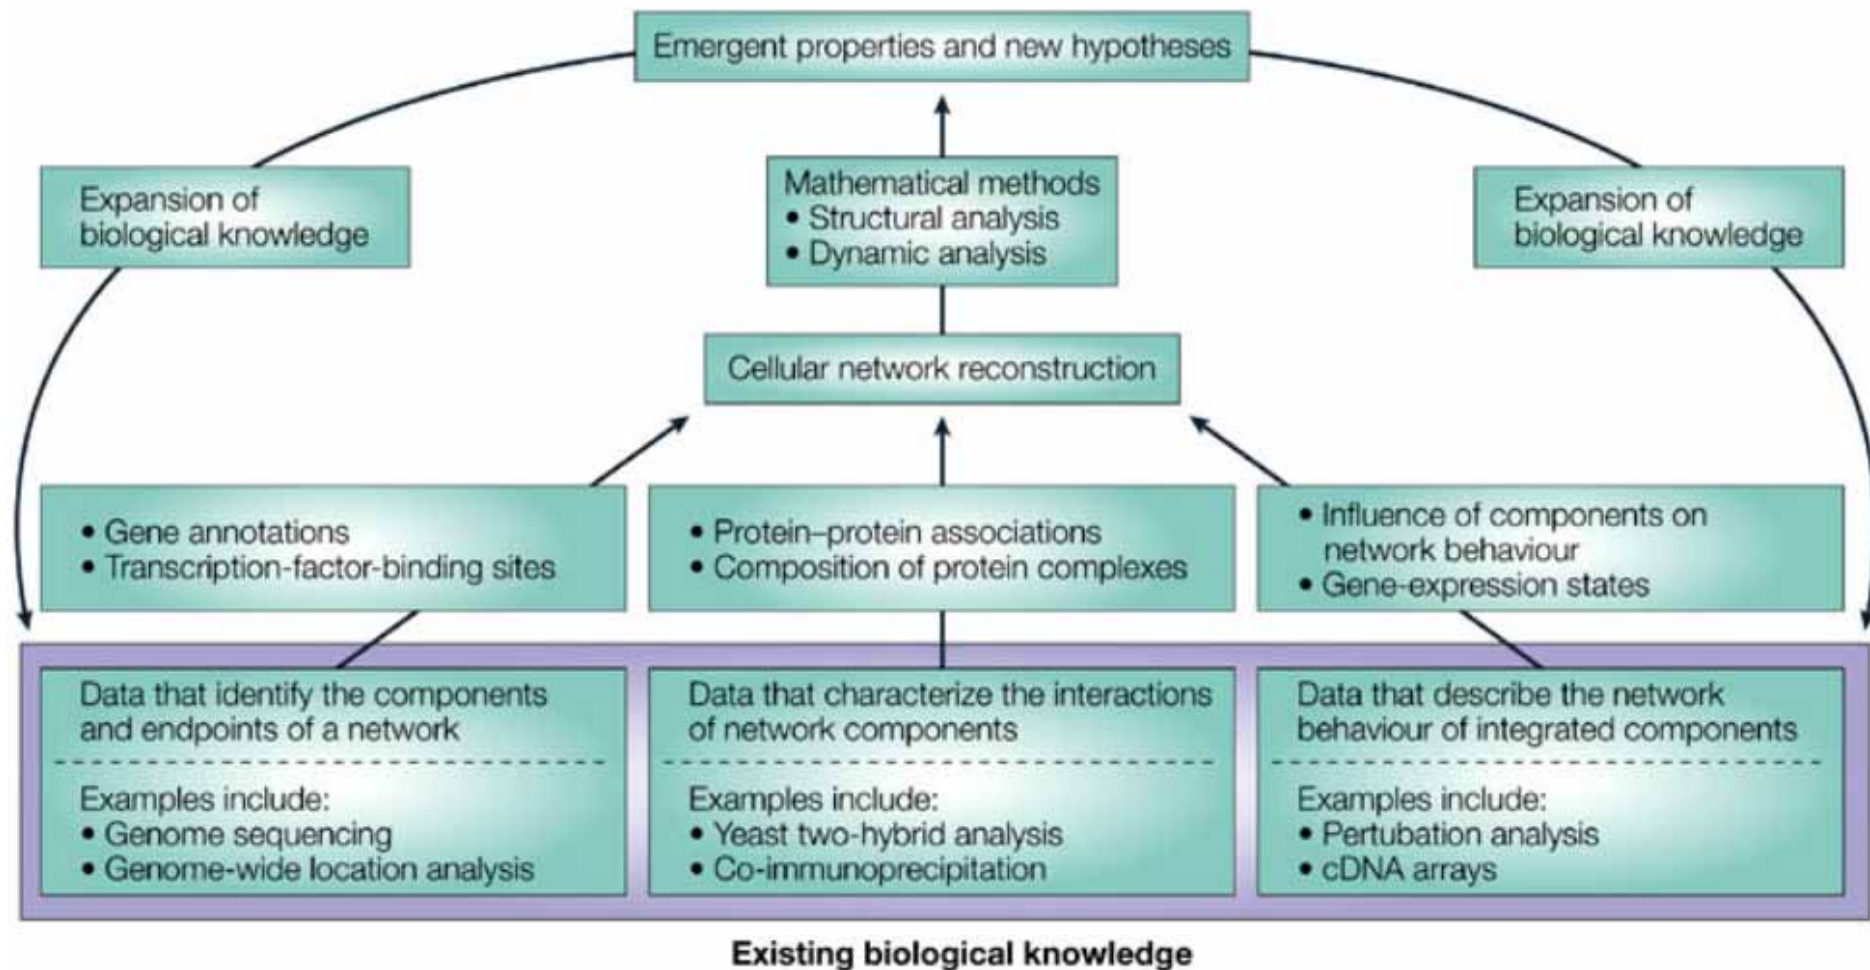 Emergent properties and new hypotheses
Expansion of
biological knowledge
Mathematical methods
• Structural analysis
• Dynamic analysis
Expansion of
biological knowledge
Cellular network reconstruction
• Gene annotations
• Transcription-factor-binding sites
• Protein–protein associations
• Composition of protein complexes
• Influence of components on
network behaviour
• Gene-expression states
Data that identify the components
and endpoints of a network
Examples include:
• Genome sequencing
• Genome-wide location analysis
Data that characterize the interactions
of network components
Examples include:
• Yeast two-hybrid analysis
• Co-immunoprecipitation
Data that describe the network
behaviour of integrated components
Examples include:
• Pertubation analysis
• cDNA arrays
Existing biological knowledge